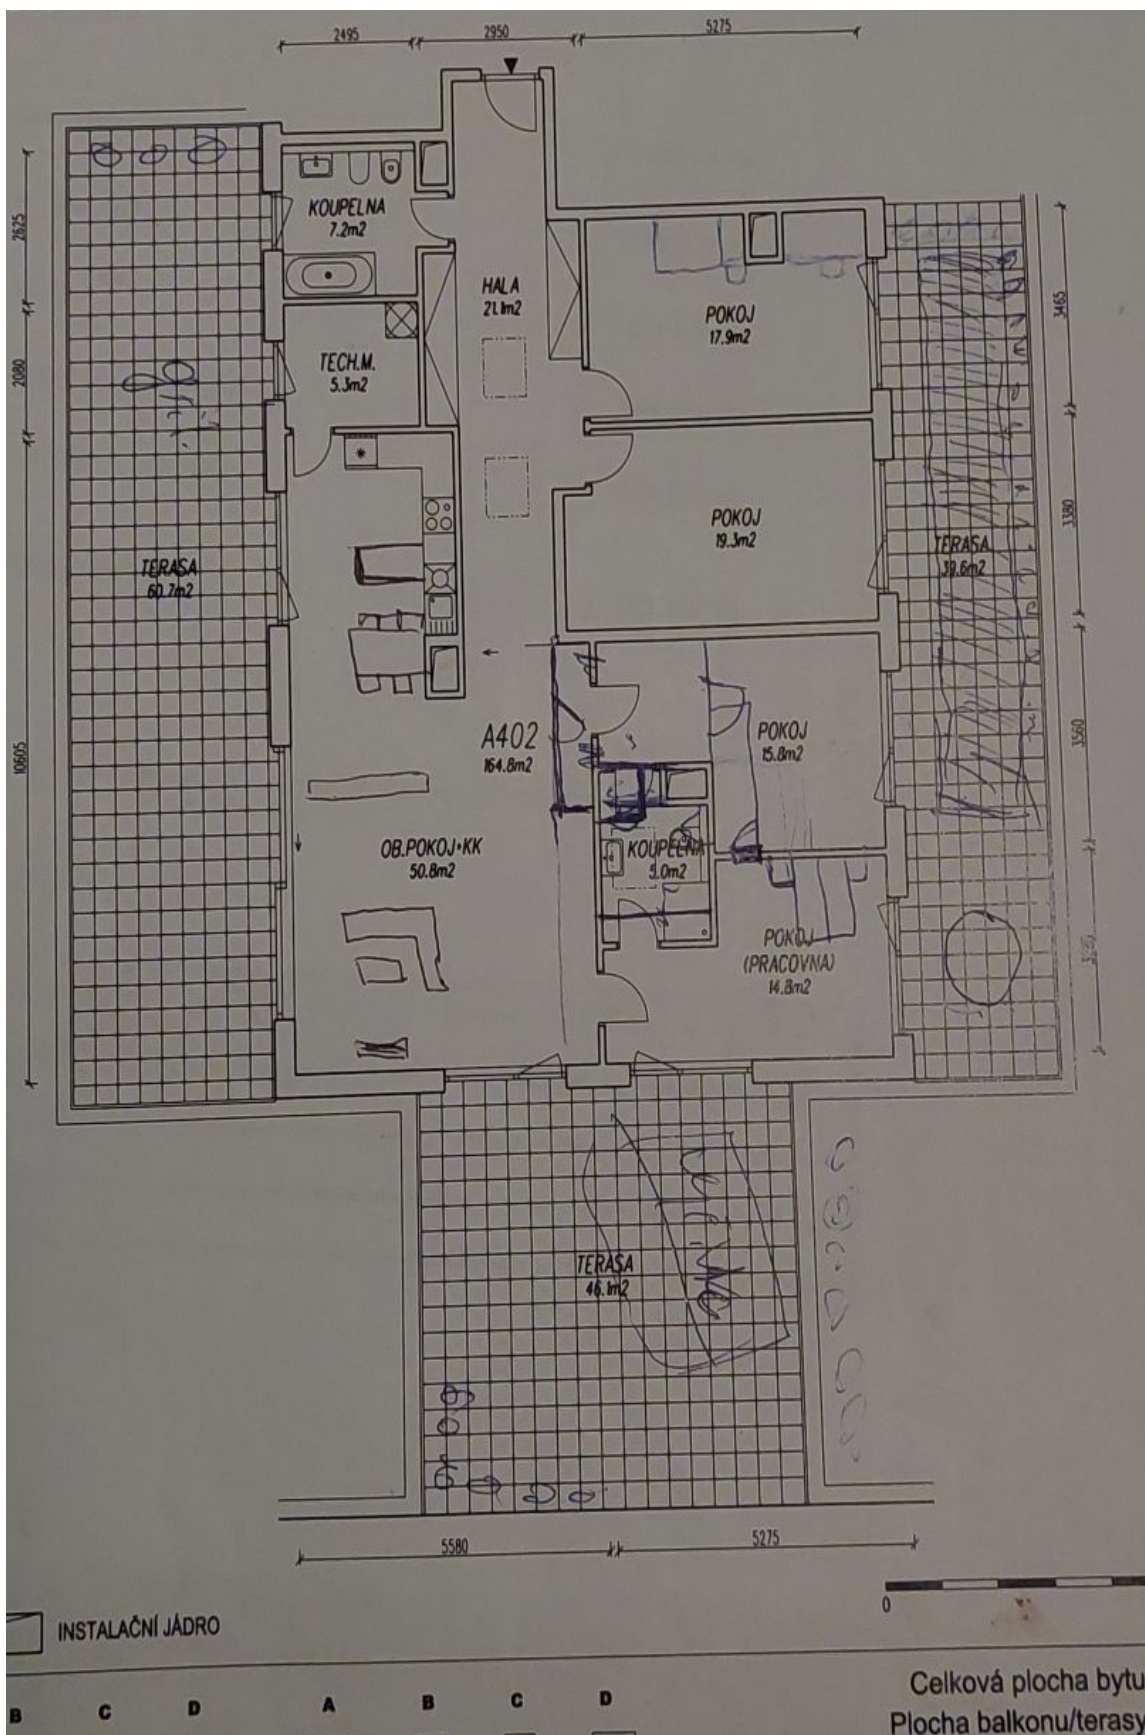 2495
2950
5275
KOUPELNA
7.2m2
2625
HALA
21.1m2
POKOJ
17.9m2
3465
2080
TECH.M.
5.3m2
POKOJ
19.3m2
3380
TERASA
60.7m2
TERASA
39.6m2
A402
164.8m2
POKOJ
15.8m2
3560
10605
OB.POKOJ+KK
50.8m2
KOUPELNA
5.0m2
POKOJ
(PRACOVNA)
14.8m2
TERASA
46.1m2
5580
5275
0
INSTALAČNÍ JÁDRO
B C D A B C D
Celková plocha bytu
Plocha balkonu/terasy